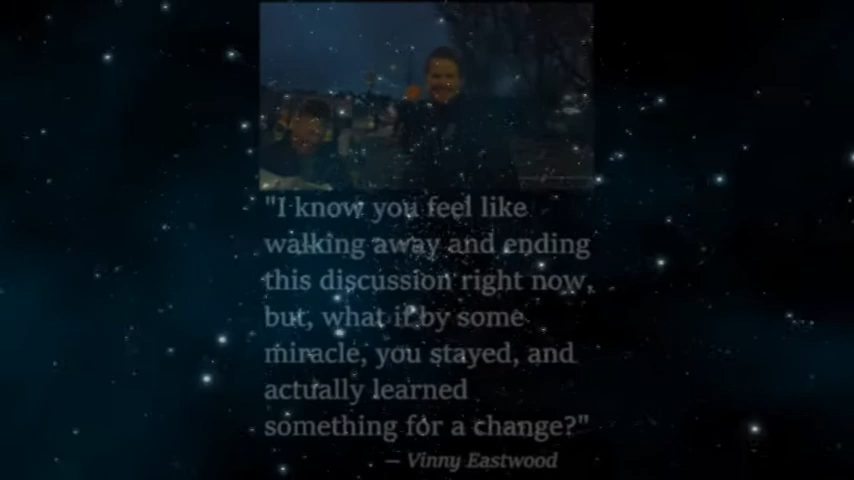 "I know you feel like
walking away and ending
this discussion right now,
but, what if by some
miracle, you stayed, and
actually learned
something for a change?"
— Vinny Eastwood